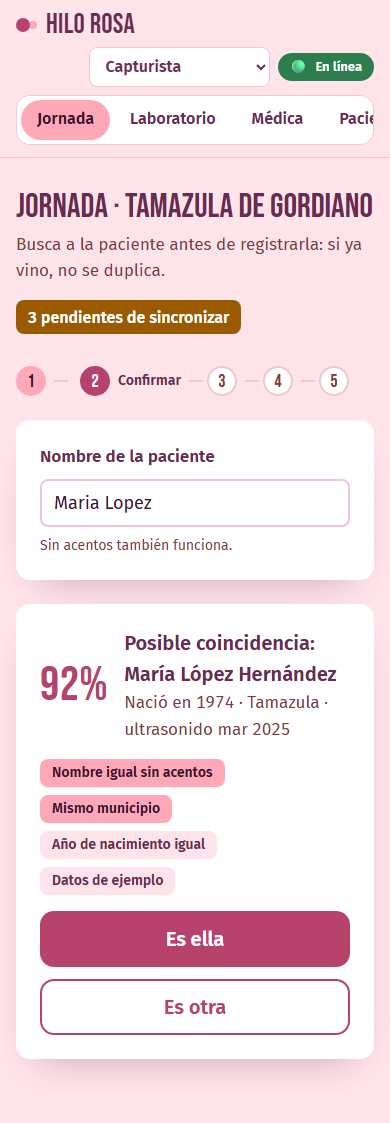 HILO ROSA
Capturista
En línea
Jornada
Laboratorio
Médica
Pacie
JORNADA · TAMAZULA DE GORDIANO
Busca a la paciente antes de registrarla: si ya
vino, no se duplica.
3 pendientes de sincronizar
1
2
Confirmar
3
4
5
Nombre de la paciente
Maria Lopez
Sin acentos también funciona.
92%
Posible coincidencia:
María López Hernández
Nació en 1974 · Tamazula ·
ultrasonido mar 2025
Nombre igual sin acentos
Mismo municipio
Año de nacimiento igual
Datos de ejemplo
Es ella
Es otra